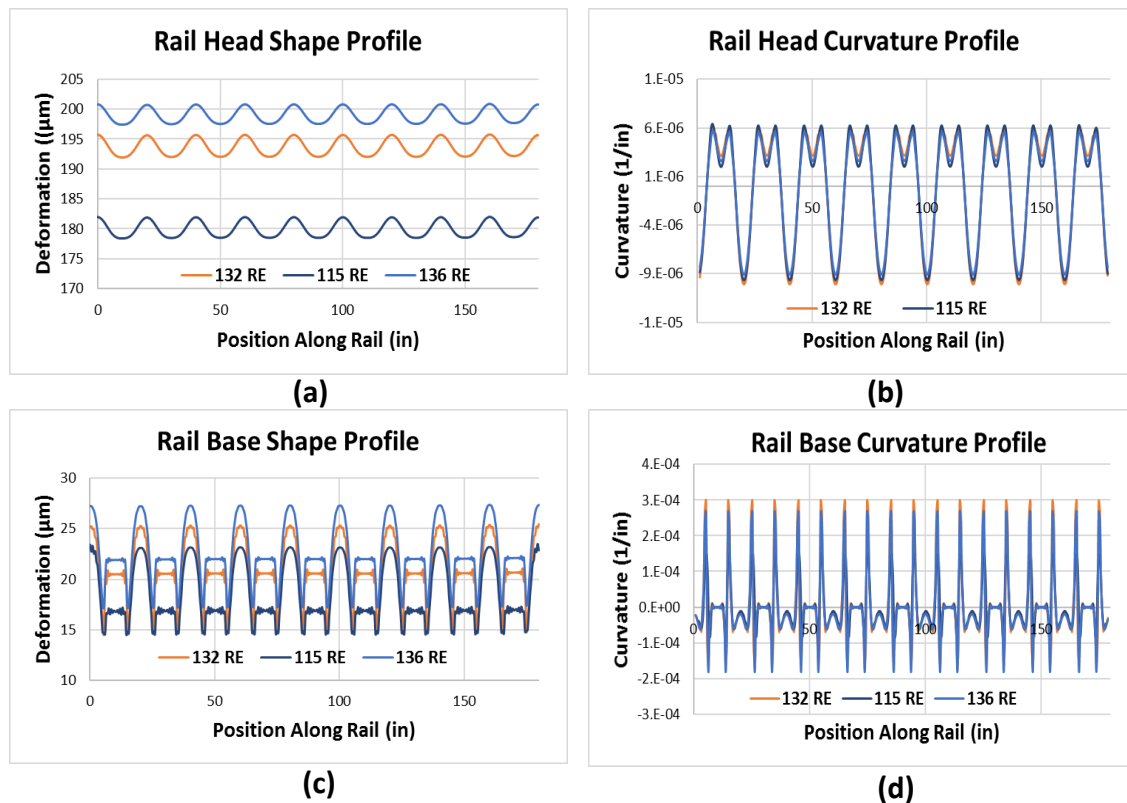 Rail Head Shape Profile
Deformation ((μm)
205
200
195
190
185
180
175
170
0 50 100 150
132 RE 115 RE 136 RE
Position Along Rail (in)
(a)
Rail Head Curvature Profile
Curvature (1/in)
1.E-05
6.E-06
1.E-06
-4.E-06
-9.E-06
-1.E-05
0 50 100 150
132 RE 115 RE
Position Along Rail (in)
(b)
Rail Base Shape Profile
Deformation (μm)
30
25
20
15
10
0 50 100 150
132 RE 115 RE 136 RE
Position Along Rail (in)
(c)
Rail Base Curvature Profile
Curvature (1/in)
4.E-04
3.E-04
2.E-04
1.E-04
0.E+00
-1.E-04
-2.E-04
-3.E-04
0 50 100 150
132 RE 115 RE 136 RE
Position Along Rail (in)
(d)